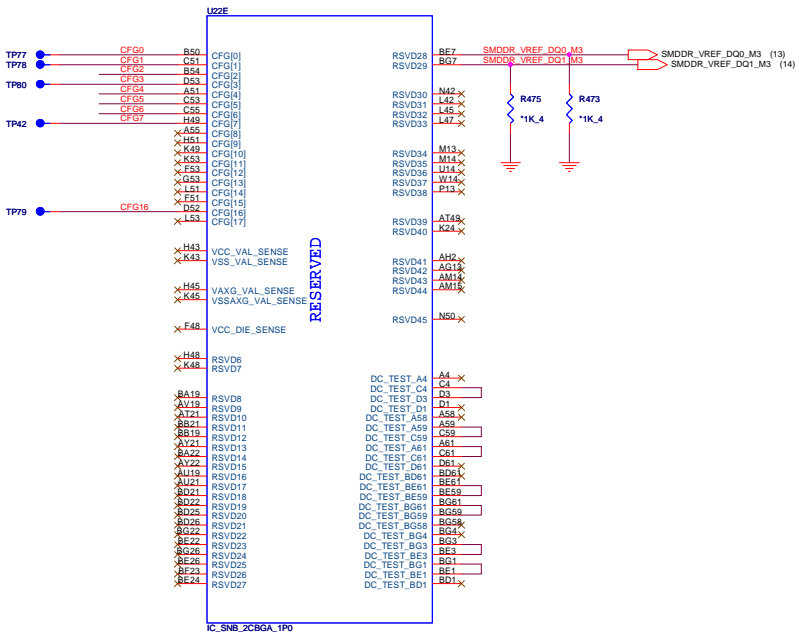 U22E
TP77 CFG0 B50 CFG[0]
TP78 CFG1 C51 CFG[1]
CFG2 B54 CFG[2]
TP80 CFG3 D53 CFG[3]
CFG4 A51 CFG[4]
CFG5 C53 CFG[5]
CFG6 C55 CFG[6]
TP42 CFG7 H49 CFG[7]
A55 CFG[8]
H51 CFG[9]
K49 CFG[10]
K53 CFG[11]
F53 CFG[12]
G53 CFG[13]
L51 CFG[14]
F51 CFG[15]
TP79 CFG16 D52 CFG[16]
L53 CFG[17]
H43 VCC_VAL_SENSE
K43 VSS_VAL_SENSE
H45 VAXG_VAL_SENSE
K45 VSSAXG_VAL_SENSE
F48 VCC_DIE_SENSE
H48 RSVD6
K48 RSVD7
BA19 RSVD8
AV19 RSVD9
AT21 RSVD10
BB21 RSVD11
BB19 RSVD12
AY21 RSVD13
BA22 RSVD14
AY22 RSVD15
AU19 RSVD16
AU21 RSVD17
BD21 RSVD18
BD22 RSVD19
BD25 RSVD20
BD26 RSVD21
BG22 RSVD22
BE22 RSVD23
BG26 RSVD24
BE26 RSVD25
BF23 RSVD26
BE24 RSVD27
RESERVED
RSVD28 BE7 SMDDR_VREF_DQ0_M3 SMDDR_VREF_DQ0_M3 (13)
RSVD29 BG7 SMDDR_VREF_DQ1_M3 SMDDR_VREF_DQ1_M3 (14)
RSVD30 N42
RSVD31 L42
RSVD32 L45
RSVD33 L47
R475 R473
*1K_4 *1K_4
RSVD34 M13
RSVD35 M14
RSVD36 U14
RSVD37 W14
RSVD38 P13
RSVD39 AT49
RSVD40 K24
RSVD41 AH2
RSVD42 AG13
RSVD43 AM14
RSVD44 AM15
RSVD45 N50
DC_TEST_A4 A4
DC_TEST_C4 C4
DC_TEST_D3 D3
DC_TEST_D1 D1
DC_TEST_A58 A58
DC_TEST_A59 A59
DC_TEST_C59 C59
DC_TEST_A61 A61
DC_TEST_C61 C61
DC_TEST_D61 D61
DC_TEST_BD61 BD61
DC_TEST_BE61 BE61
DC_TEST_BE59 BE59
DC_TEST_BG61 BG61
DC_TEST_BG59 BG59
DC_TEST_BG58 BG58
DC_TEST_BG4 BG4
DC_TEST_BG3 BG3
DC_TEST_BE3 BE3
DC_TEST_BG1 BG1
DC_TEST_BE1 BE1
DC_TEST_BD1 BD1
IC_SNB_2CBGA_1P0